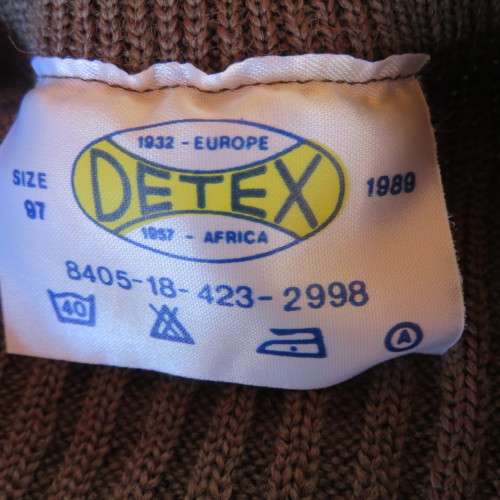 1932 - EUROPE
DETEX
1957 - AFRICA
SIZE
97
1989
8405-18-423-2998
40
A